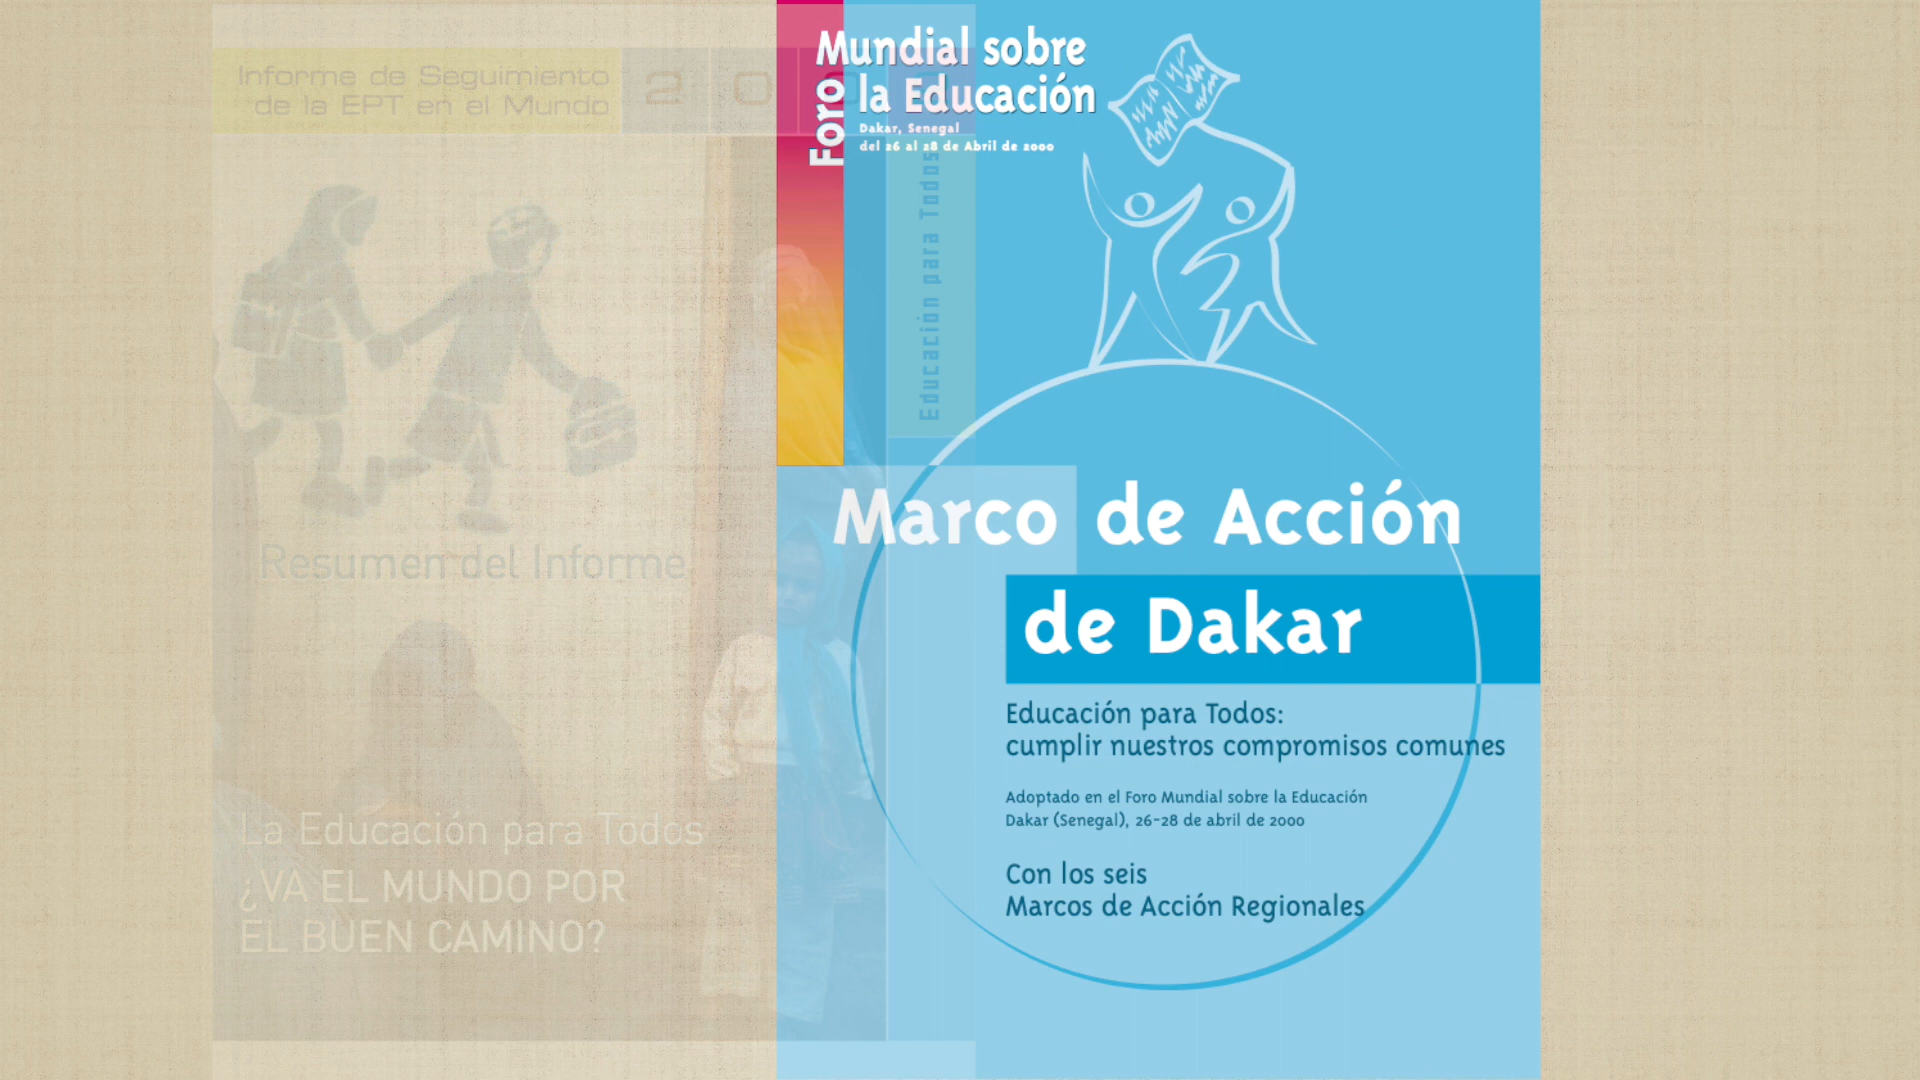 Informe de Seguimiento
de la EPT en el Mundo
2 0 0
Educación para Todos
Resumen del Informe
La Educación para Todos
¿VA EL MUNDO POR
EL BUEN CAMINO?
Foro
Mundial sobre
la Educación
Dakar, Senegal
del 26 al 28 de Abril de 2000
Marco de Acción
de Dakar
Educación para Todos:
cumplir nuestros compromisos comunes
Adoptado en el Foro Mundial sobre la Educación
Dakar (Senegal), 26-28 de abril de 2000
Con los seis
Marcos de Acción Regionales